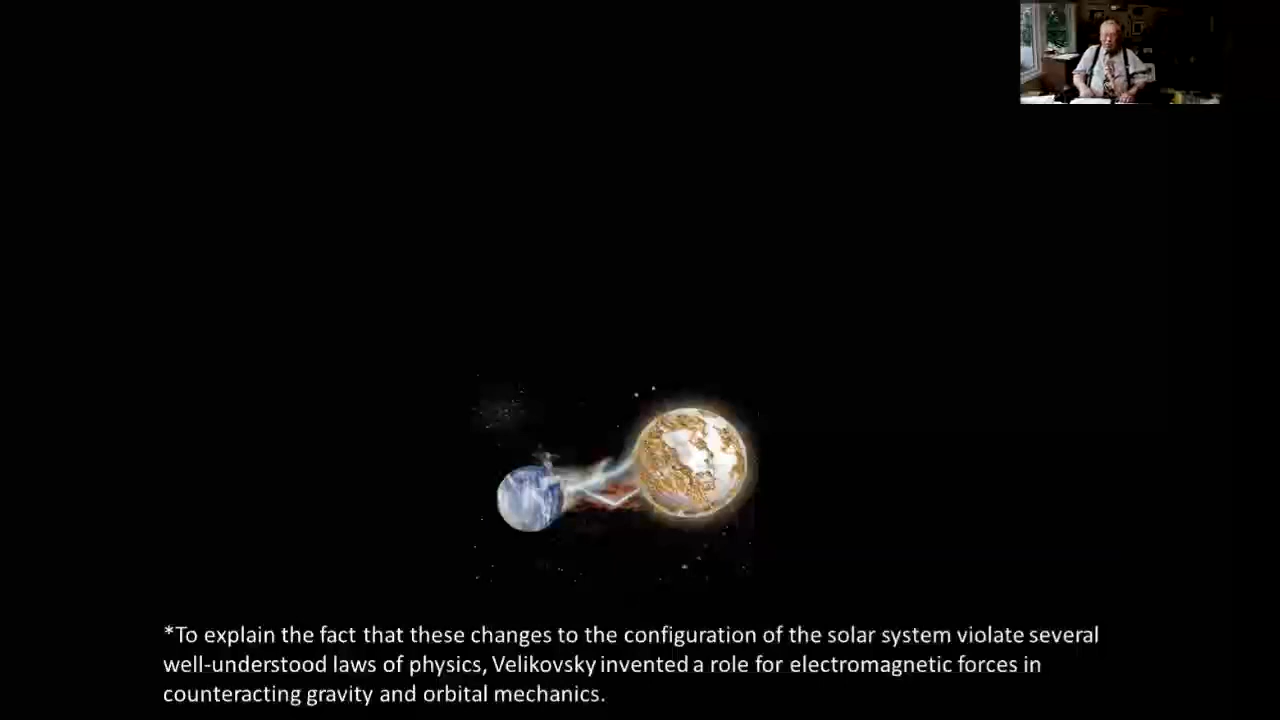 *To explain the fact that these changes to the configuration of the solar system violate several
well-understood laws of physics, Velikovsky invented a role for electromagnetic forces in
counteracting gravity and orbital mechanics.